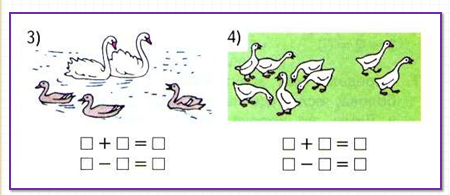 3)
4)
□ + □ = □
□ + □ = □
□ − □ = □
□ − □ = □